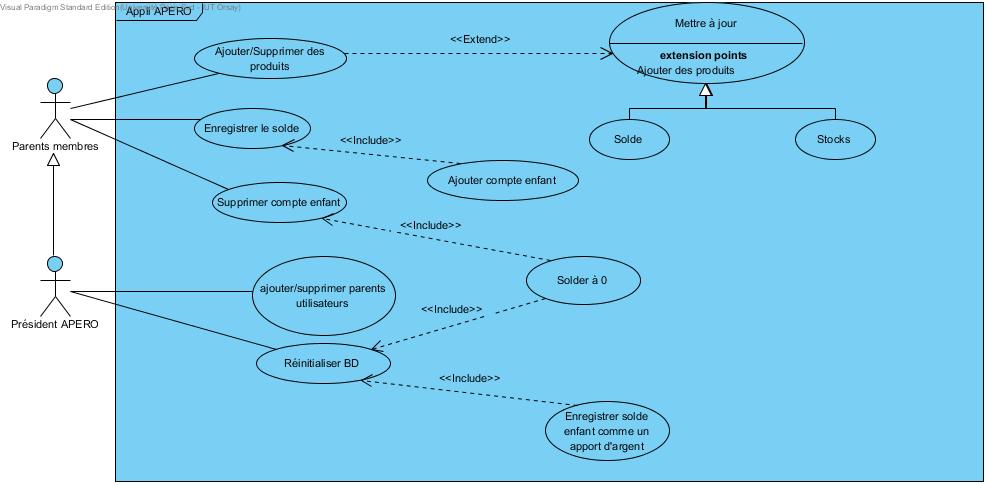 Visual Paradigm Standard Edition
Orsay)
Appli APERO
Mettre à jour
extension points
Ajouter des produits
<<Extend>>
Ajouter/Supprimer des
produits
Parents membres
Enregistrer le solde
<<Include>>
Ajouter compte enfant
Solde
Stocks
Supprimer compte enfant
<<Include>>
Solder à 0
ajouter/supprimer parents
utilisateurs
<<Include>>
Président APERO
Réinitialiser BD
<<Include>>
Enregistrer solde
enfant comme un
apport d'argent